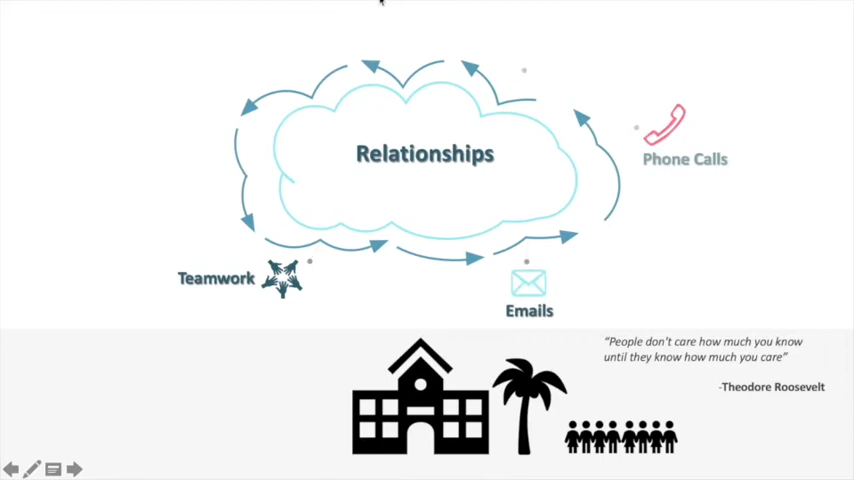 Relationships
Phone Calls
Teamwork
Emails
“People don't care how much you know
until they know how much you care”
-Theodore Roosevelt